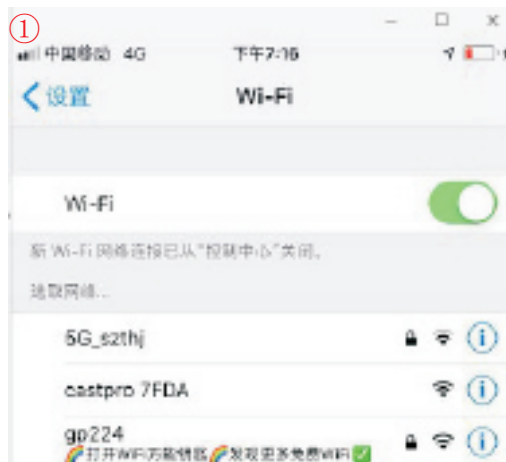 ①
中国移动 4G 下午7:16
设置 Wi-Fi
Wi-Fi
新 Wi-Fi 网络连接已从"控制中心"关闭。
选取网络...
5G_szthj
castpro 7FDA
gp224
🌈打开WiFi万能钥匙🌈发现更多免费WiFi✅